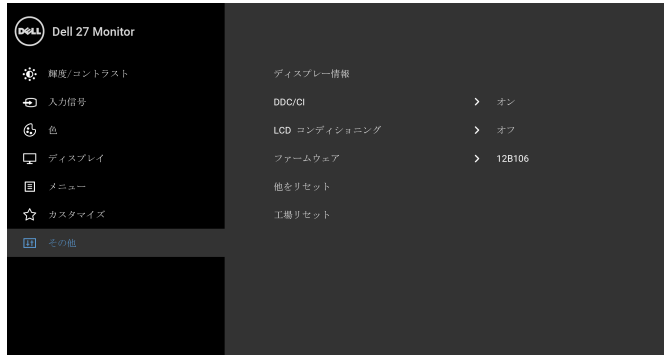 DELL Dell 27 Monitor
輝度/コントラスト
入力信号
色
ディスプレイ
メニュー
カスタマイズ
その他
ディスプレー情報
DDC/CI オン
LCD コンディショニング オフ
ファームウェア 12B106
他をリセット
工場リセット